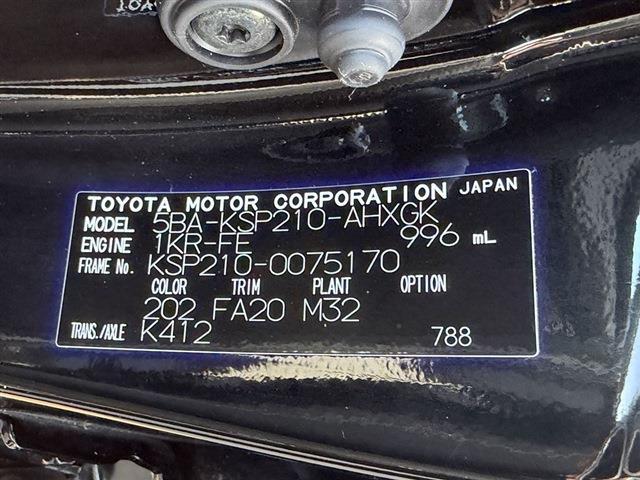 TOYOTA MOTOR CORPORATION JAPAN
MODEL 5BA-KSP210-AHXGK
ENGINE 1KR-FE 996 mL
FRAME No. KSP210-0075170
COLOR TRIM PLANT OPTION
202 FA20 M32
TRANS./AXLE K412 788